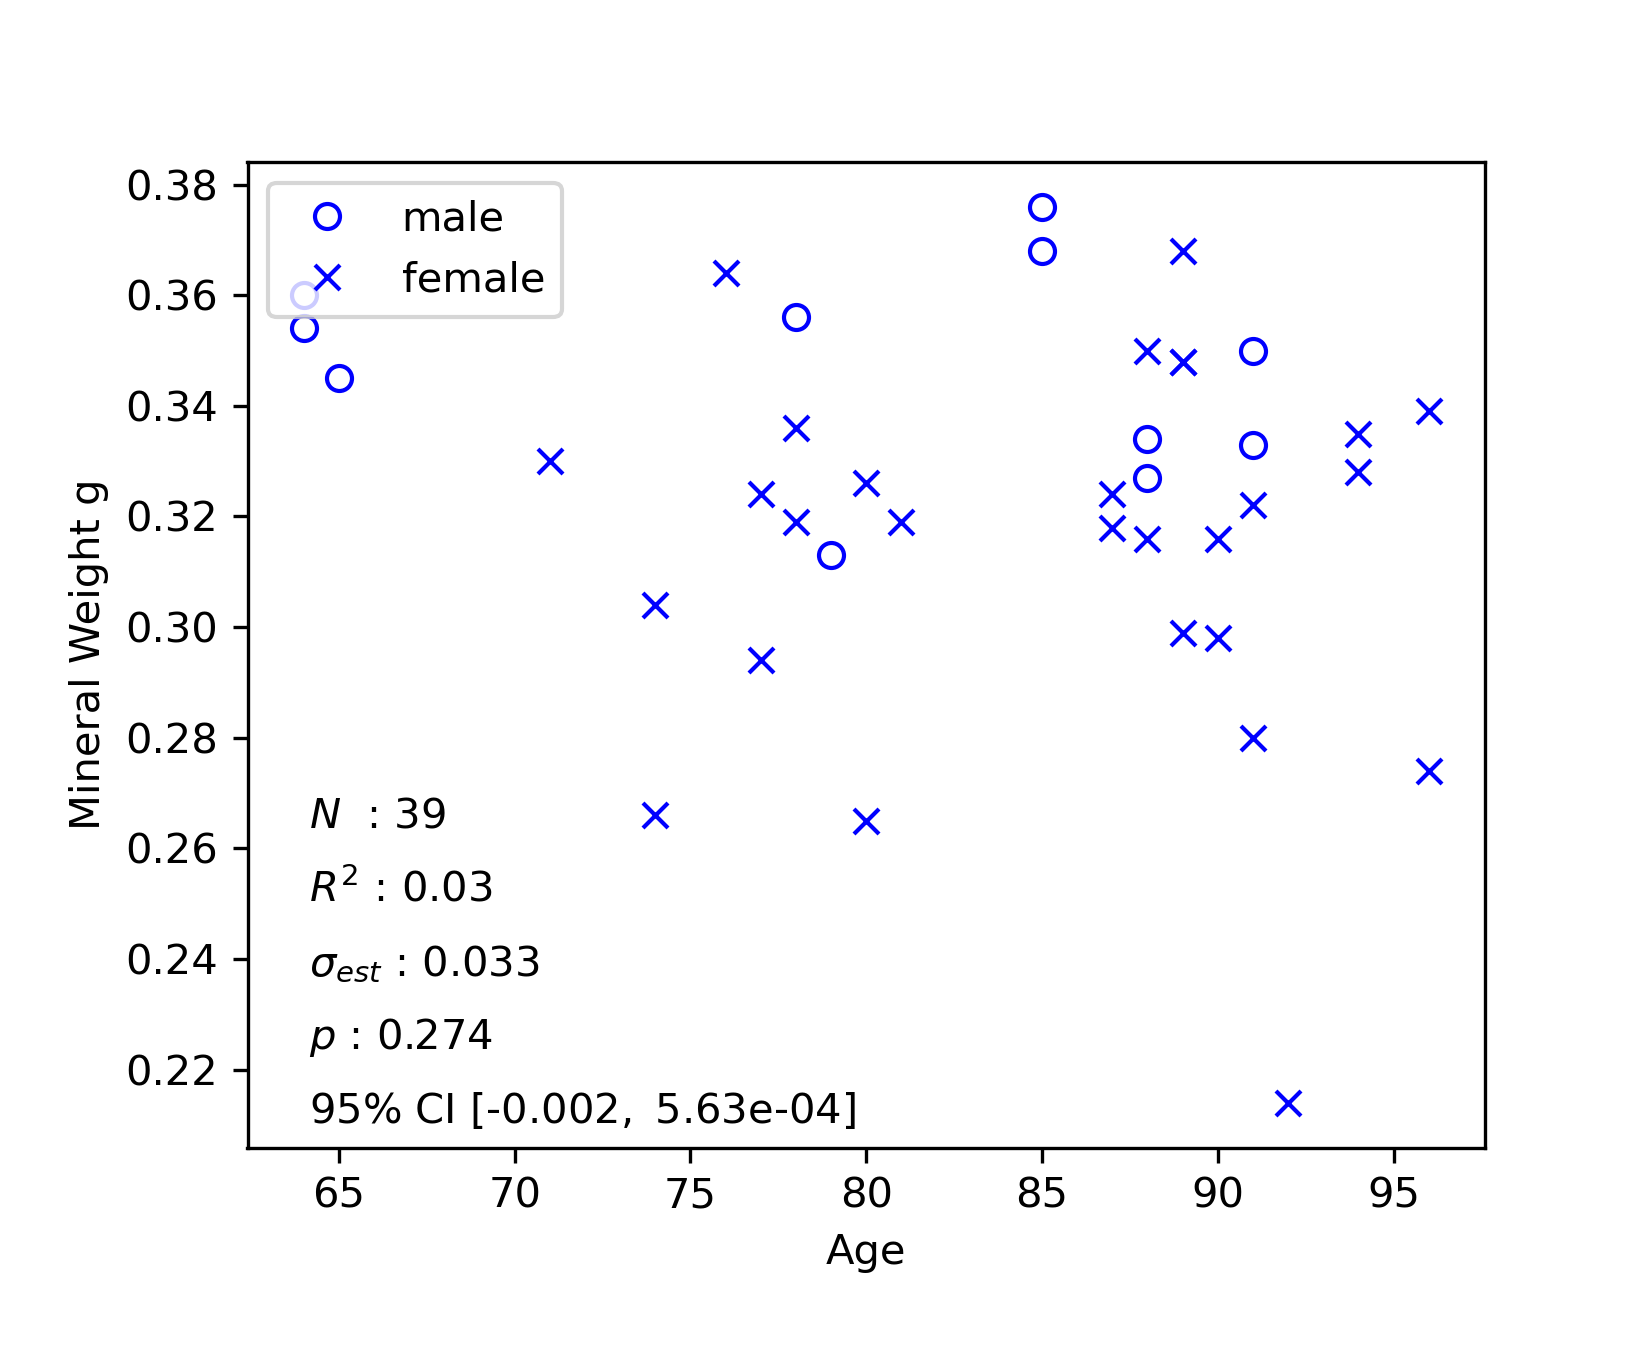 male
female
0.38
0.36
0.34
0.32
0.30
0.28
0.26
0.24
0.22
Mineral Weight g
N : 39
R² : 0.03
σest : 0.033
p : 0.274
95% CI [-0.002, 5.63e-04]
65 70 75 80 85 90 95
Age